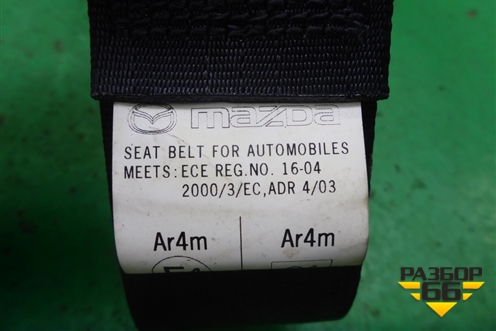 mazda
SEAT BELT FOR AUTOMOBILES
MEETS: ECE REG.NO. 16-04
2000/3/EC, ADR 4/03
Ar4m Ar4m
РАЗБОР
66